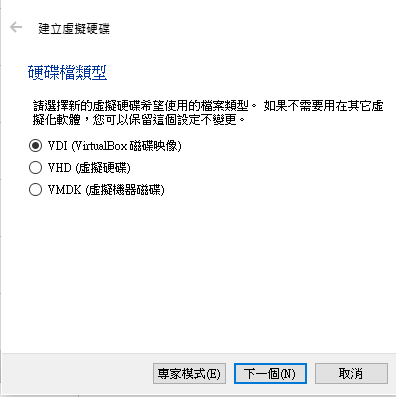 建立虛擬硬碟
硬碟檔類型
請選擇新的虛擬硬碟希望使用的檔案類型。 如果不需要用在其它虛
擬化軟體，您可以保留這個設定不變更。
VDI (VirtualBox 磁碟映像)
VHD (虛擬硬碟)
VMDK (虛擬機器磁碟)
專家模式(E) 下一個(N) 取消